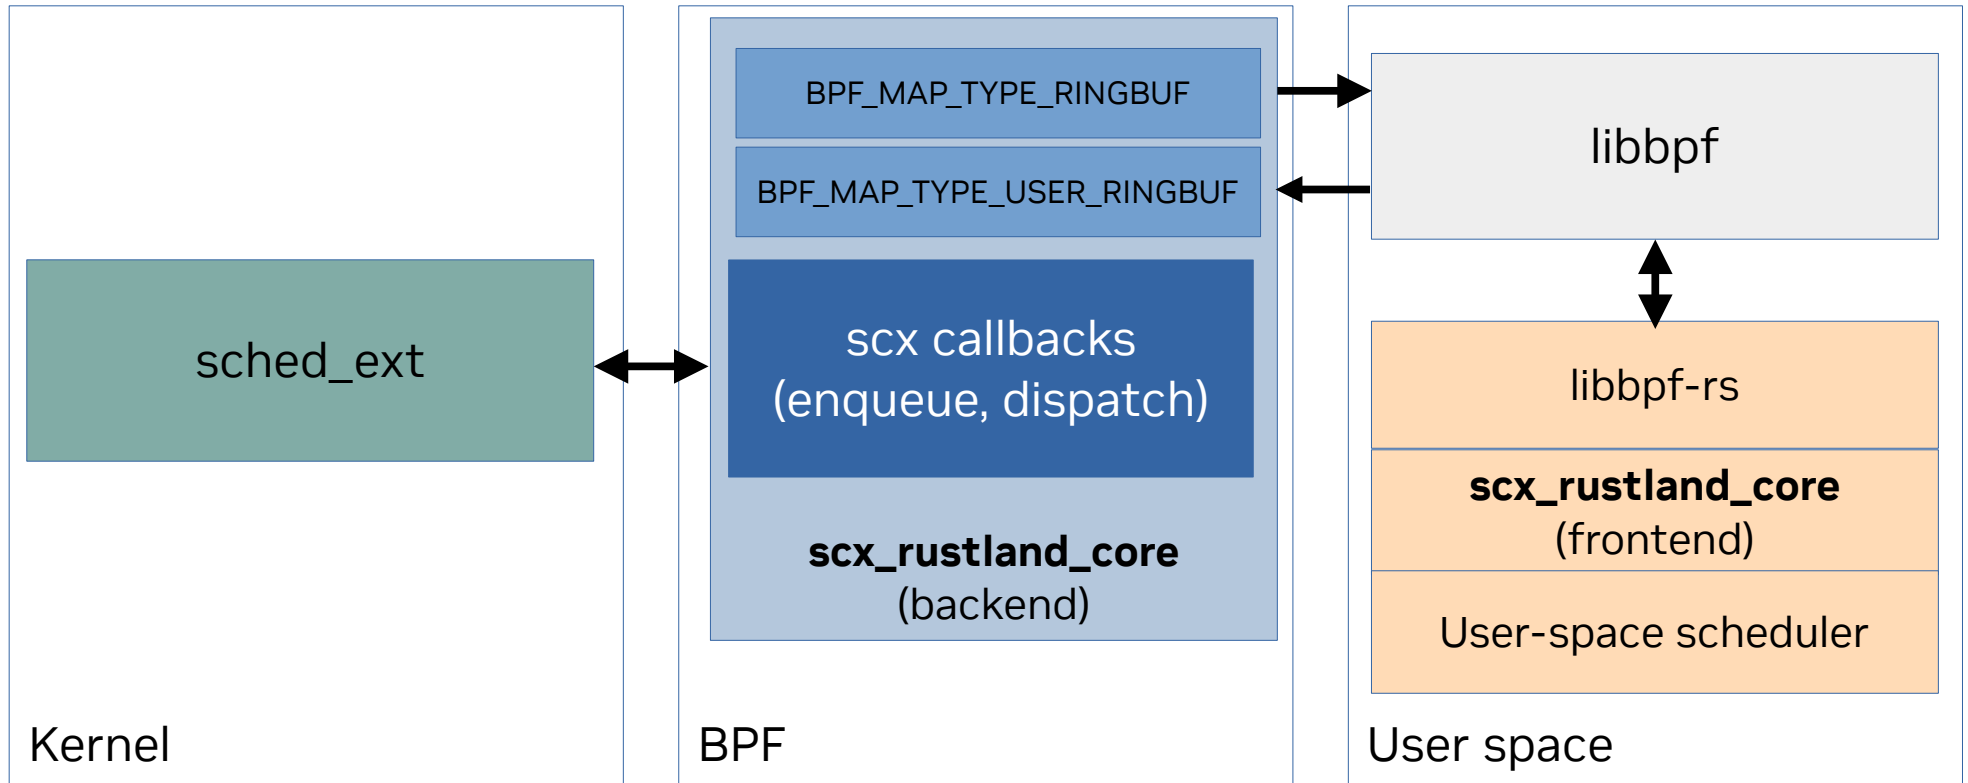 sched_ext
Kernel
BPF_MAP_TYPE_RINGBUF
BPF_MAP_TYPE_USER_RINGBUF
scx callbacks
(enqueue, dispatch)
scx_rustland_core
(backend)
BPF
libbpf
libbpf-rs
scx_rustland_core
(frontend)
User-space scheduler
User space